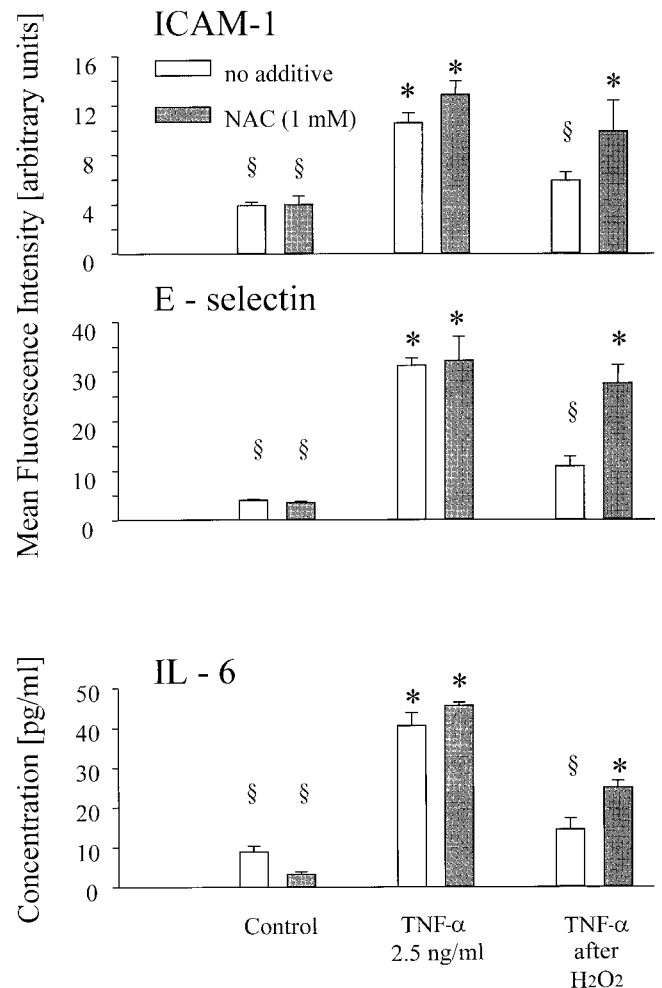 ICAM-1
Mean Fluorescence Intensity [arbitrary units]
16
12
8
4
0
no additive
NAC (1 mM)
§ § * * § *
E - selectin
40
30
20
10
0
§ § * * § *
IL - 6
Concentration [pg/ml]
50
40
30
20
10
0
§ § * * § *
Control
TNF-α
2.5 ng/ml
TNF-α
after
H2O2